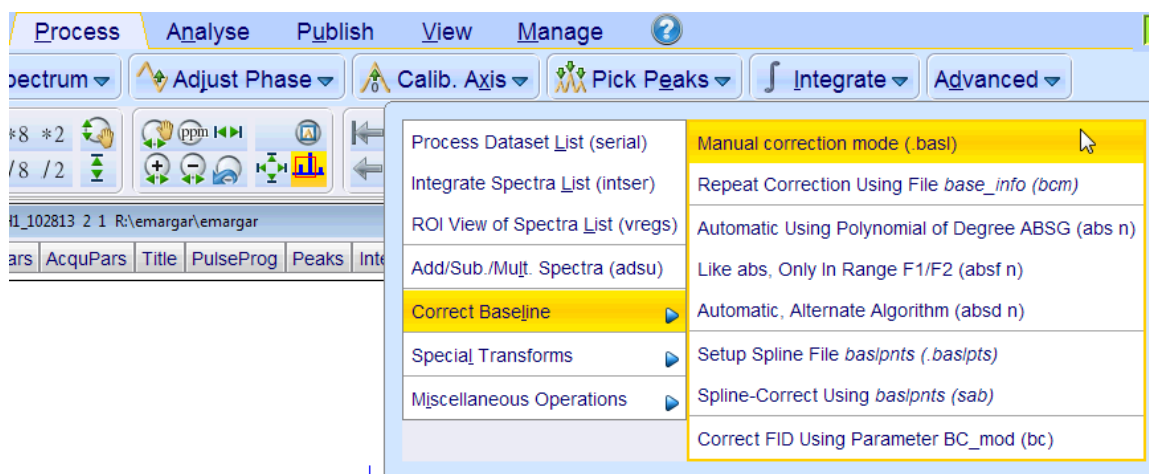 Process Analyse Publish View Manage ?
Adjust Phase Calib. Axis Pick Peaks Integrate Advanced
*8 *2 ppm
/8 /2
Process Dataset List (serial)
Integrate Spectra List (intser)
ROI View of Spectra List (vregs)
Add/Sub./Mult. Spectra (adsu)
Correct Baseline
Special Transforms
Miscellaneous Operations
Manual correction mode (.basl)
Repeat Correction Using File base_info (bcm)
Automatic Using Polynomial of Degree ABSG (abs n)
Like abs, Only In Range F1/F2 (absf n)
Automatic, Alternate Algorithm (absd n)
Setup Spline File baslpnts (.baslpts)
Spline-Correct Using baslpnts (sab)
Correct FID Using Parameter BC_mod (bc)
H1_102813 2 1 R:\emargar\emargar
AcquPars Title PulseProg Peaks